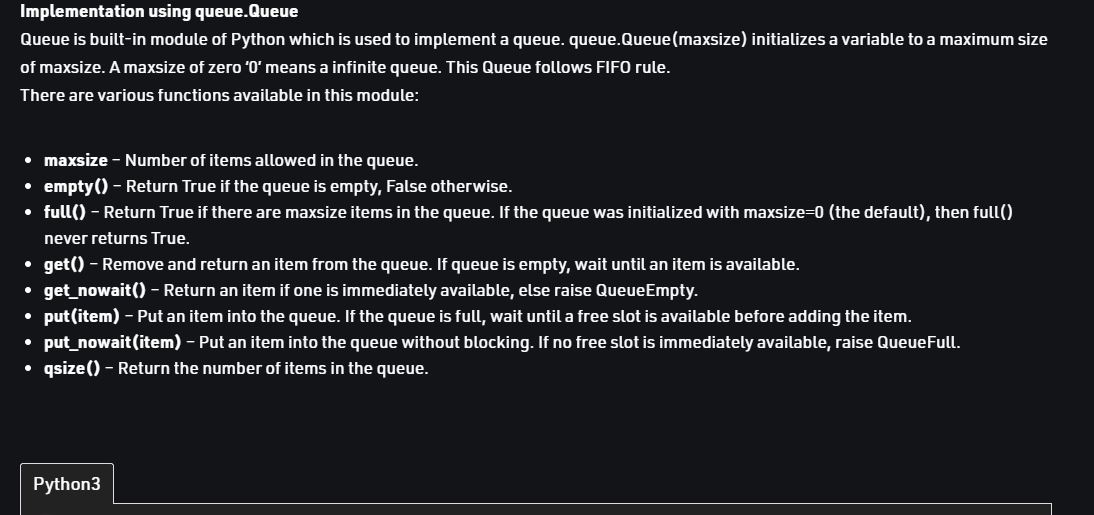 Implementation using queue.Queue
Queue is built-in module of Python which is used to implement a queue. queue.Queue(maxsize) initializes a variable to a maximum size
of maxsize. A maxsize of zero ‘0’ means a infinite queue. This Queue follows FIFO rule.
There are various functions available in this module:
• maxsize – Number of items allowed in the queue.
• empty() – Return True if the queue is empty, False otherwise.
• full() – Return True if there are maxsize items in the queue. If the queue was initialized with maxsize=0 (the default), then full()
never returns True.
• get() – Remove and return an item from the queue. If queue is empty, wait until an item is available.
• get_nowait() – Return an item if one is immediately available, else raise QueueEmpty.
• put(item) – Put an item into the queue. If the queue is full, wait until a free slot is available before adding the item.
• put_nowait(item) – Put an item into the queue without blocking. If no free slot is immediately available, raise QueueFull.
• qsize() – Return the number of items in the queue.
Python3